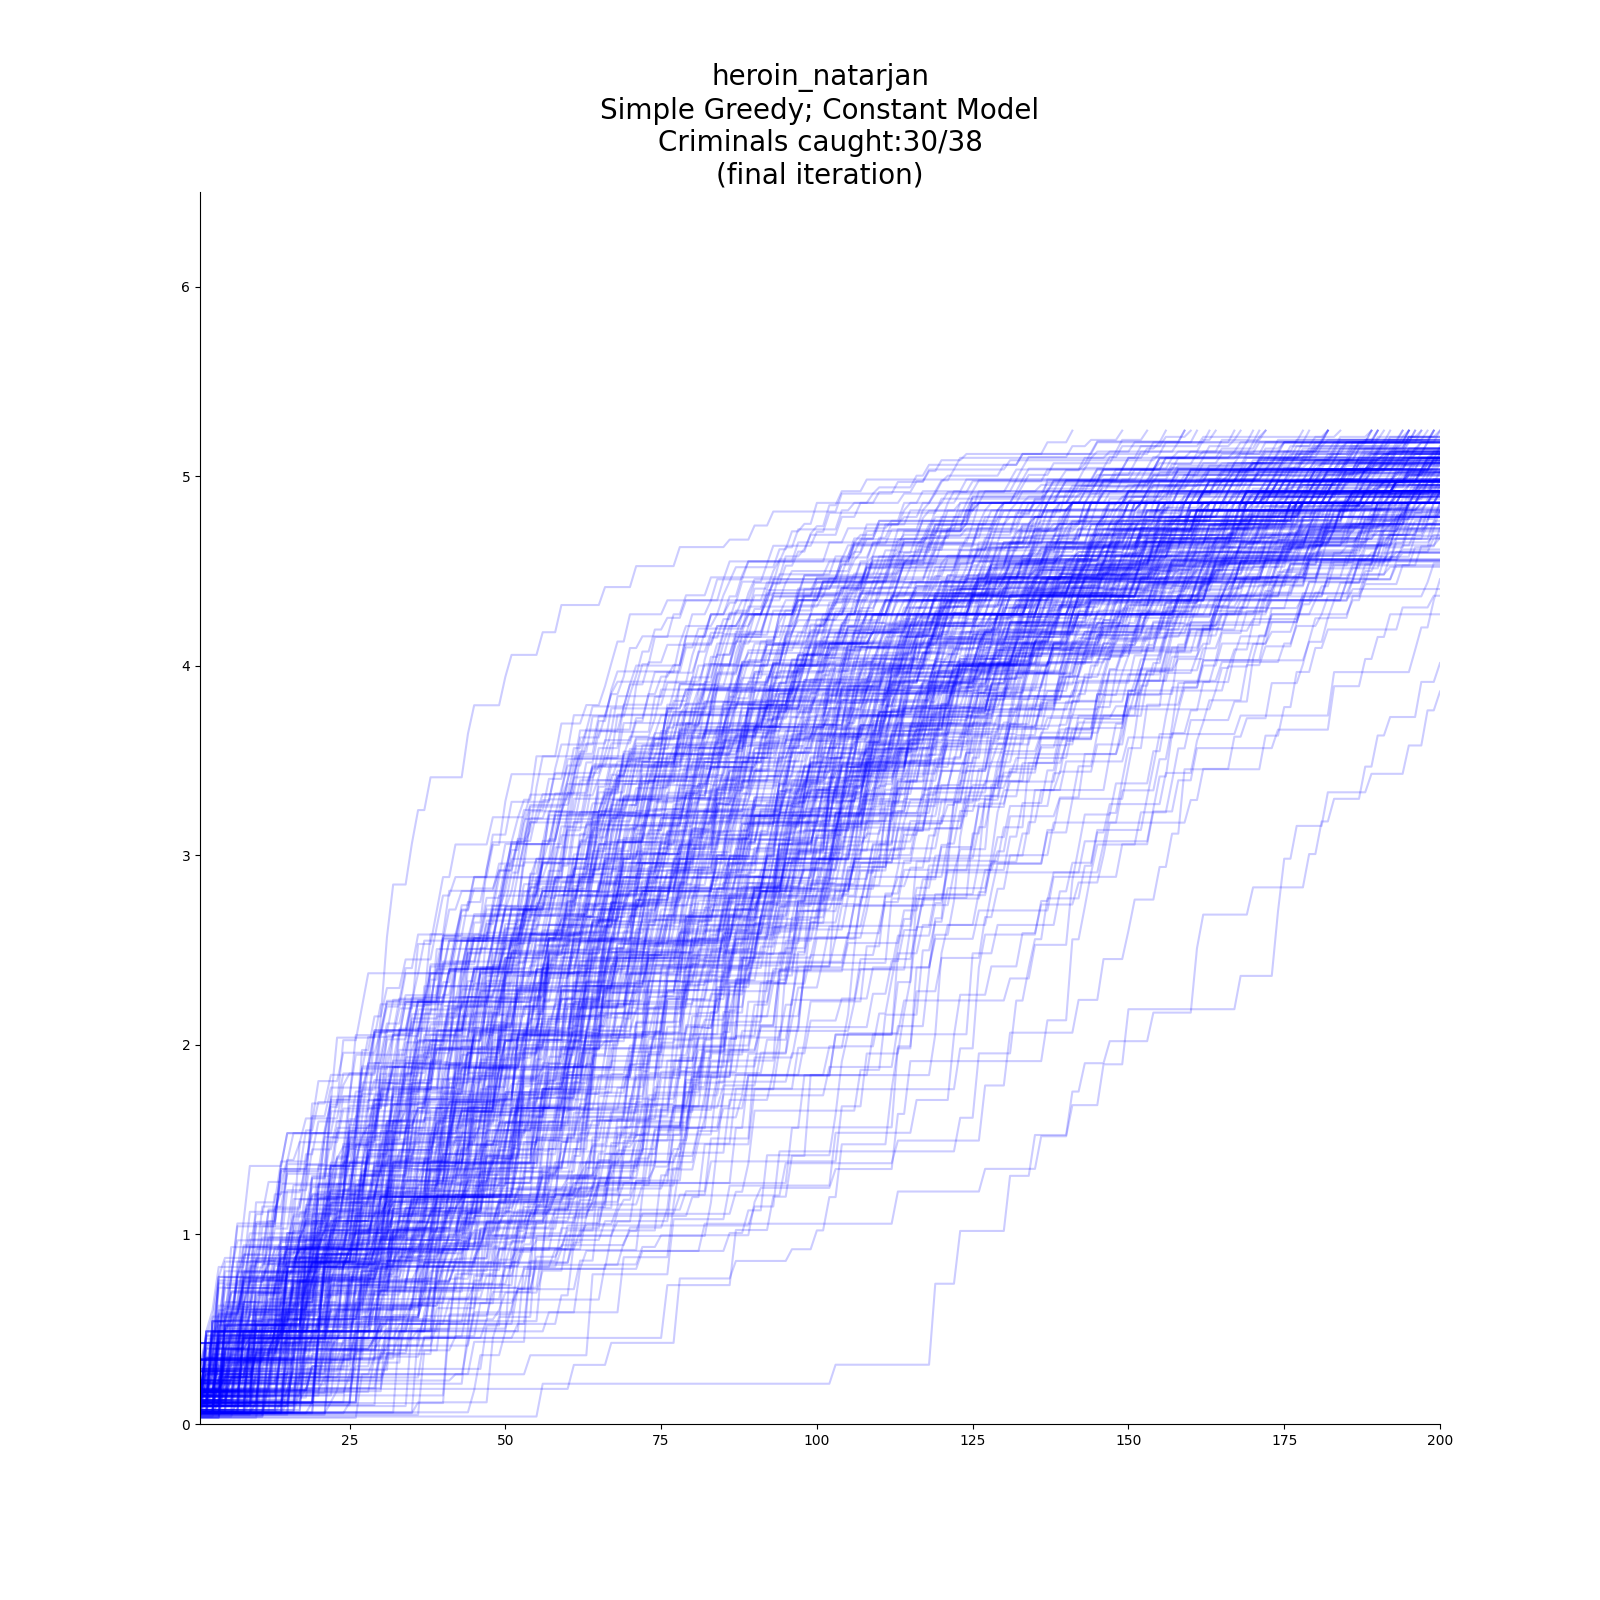 heroin_natarjan
Simple Greedy; Constant Model
Criminals caught:30/38
(final iteration)
6
5
4
3
2
1
0
25 50 75 100 125 150 175 200